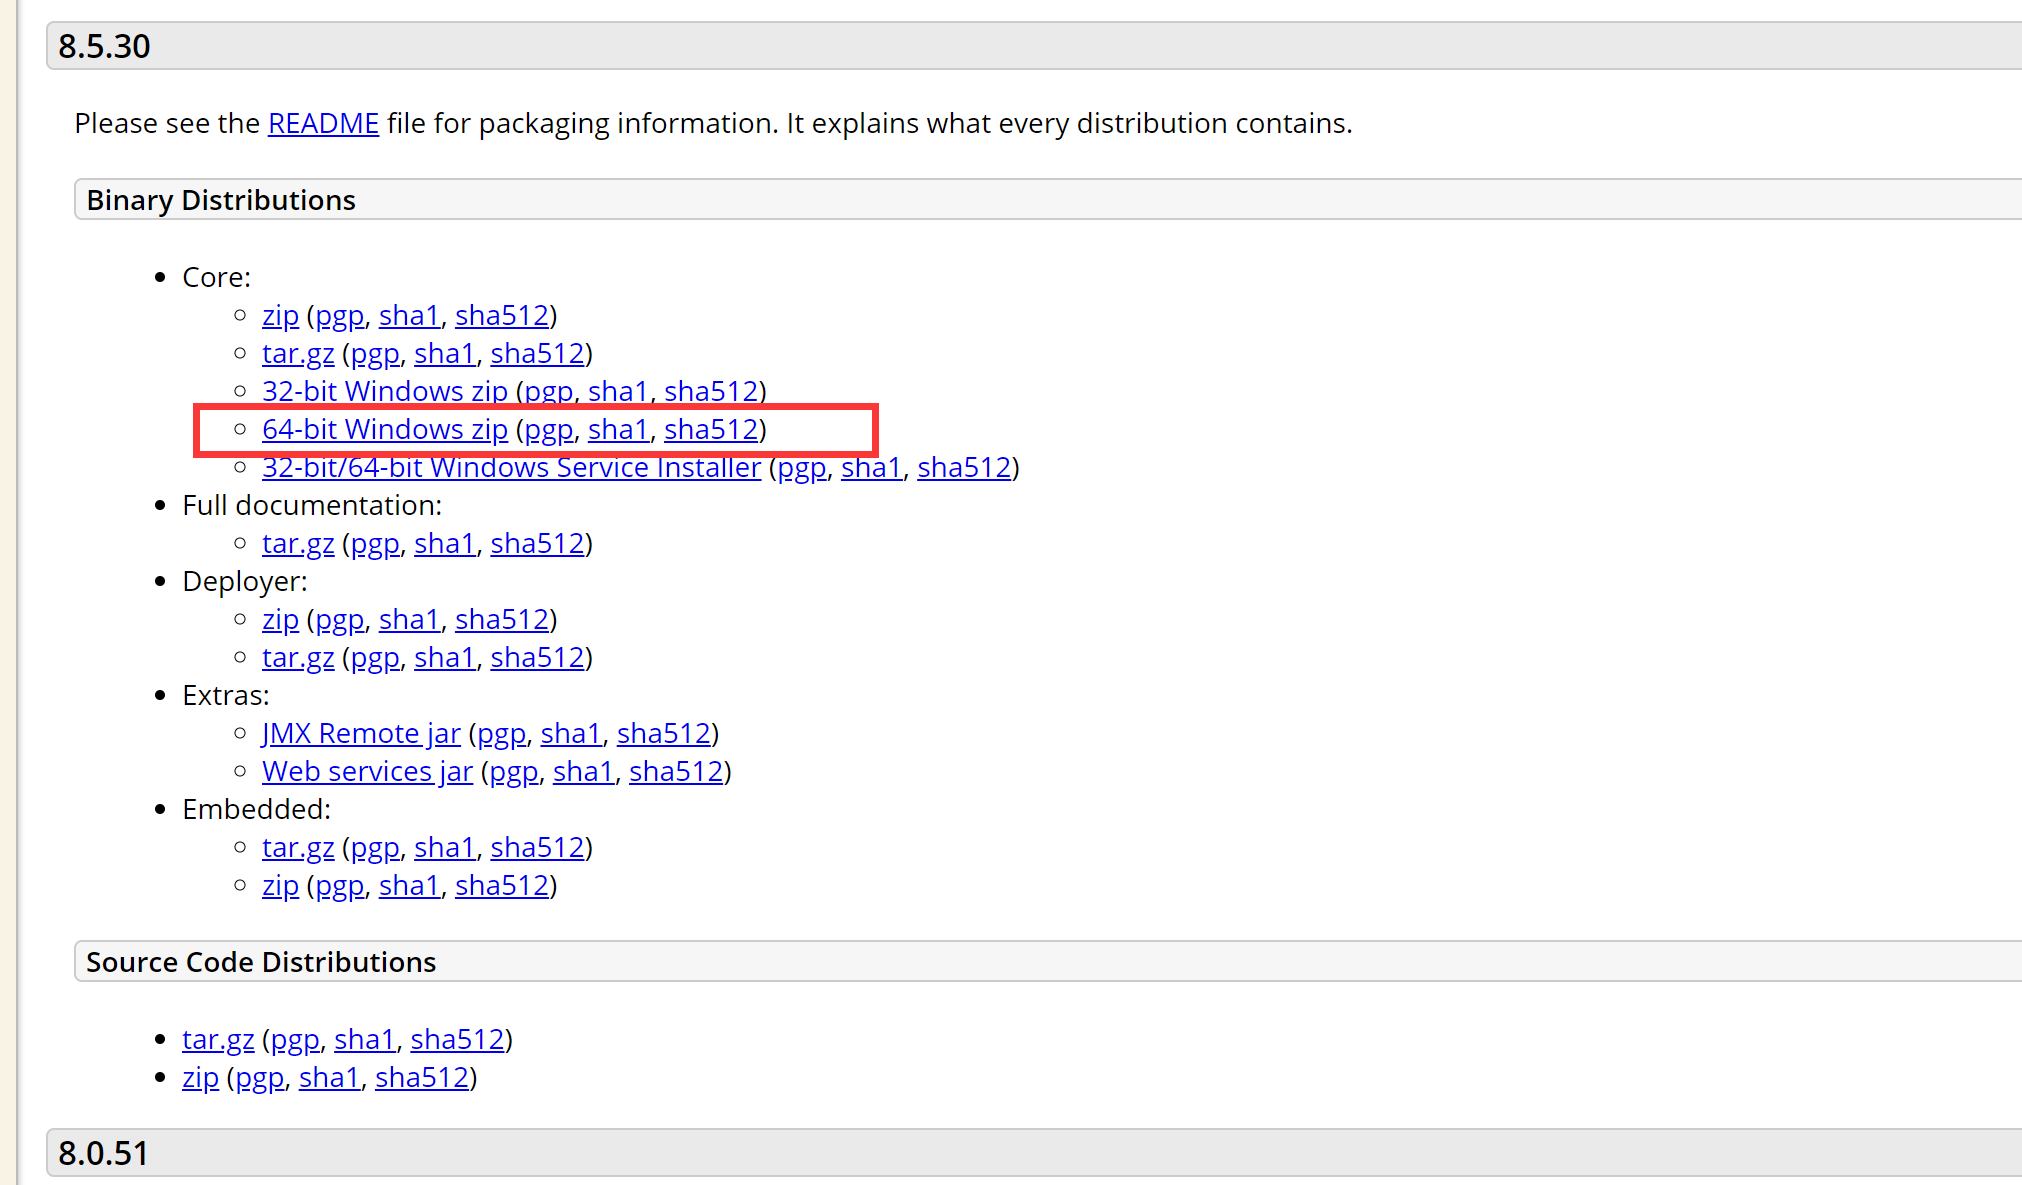 8.5.30
Please see the README file for packaging information. It explains what every distribution contains.
Binary Distributions
Core:
zip (pgp, sha1, sha512)
tar.gz (pgp, sha1, sha512)
32-bit Windows zip (pgp, sha1, sha512)
64-bit Windows zip (pgp, sha1, sha512)
32-bit/64-bit Windows Service Installer (pgp, sha1, sha512)
Full documentation:
tar.gz (pgp, sha1, sha512)
Deployer:
zip (pgp, sha1, sha512)
tar.gz (pgp, sha1, sha512)
Extras:
JMX Remote jar (pgp, sha1, sha512)
Web services jar (pgp, sha1, sha512)
Embedded:
tar.gz (pgp, sha1, sha512)
zip (pgp, sha1, sha512)
Source Code Distributions
tar.gz (pgp, sha1, sha512)
zip (pgp, sha1, sha512)
8.0.51